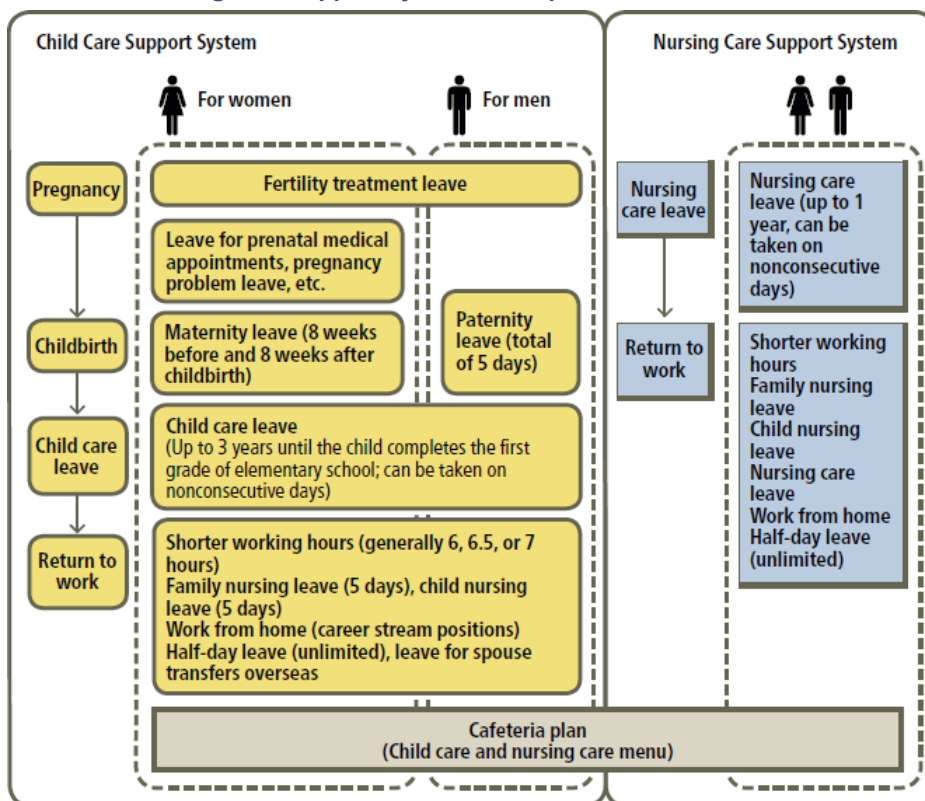 Child Care Support System
For women
For men
Pregnancy
Fertility treatment leave
Leave for prenatal medical
appointments, pregnancy
problem leave, etc.
Childbirth
Maternity leave (8 weeks
before and 8 weeks after
childbirth)
Paternity
leave (total
of 5 days)
Child care
leave
Child care leave
(Up to 3 years until the child completes the first
grade of elementary school; can be taken on
nonconsecutive days)
Return to
work
Shorter working hours (generally 6, 6.5, or 7
hours)
Family nursing leave (5 days), child nursing
leave (5 days)
Work from home (career stream positions)
Half-day leave (unlimited), leave for spouse
transfers overseas
Nursing Care Support System
Nursing
care leave
Nursing care
leave (up to 1
year, can be
taken on
nonconsecutive
days)
Return to
work
Shorter working
hours
Family nursing
leave
Child nursing
leave
Nursing care
leave
Work from home
Half-day leave
(unlimited)
Cafeteria plan
(Child care and nursing care menu)